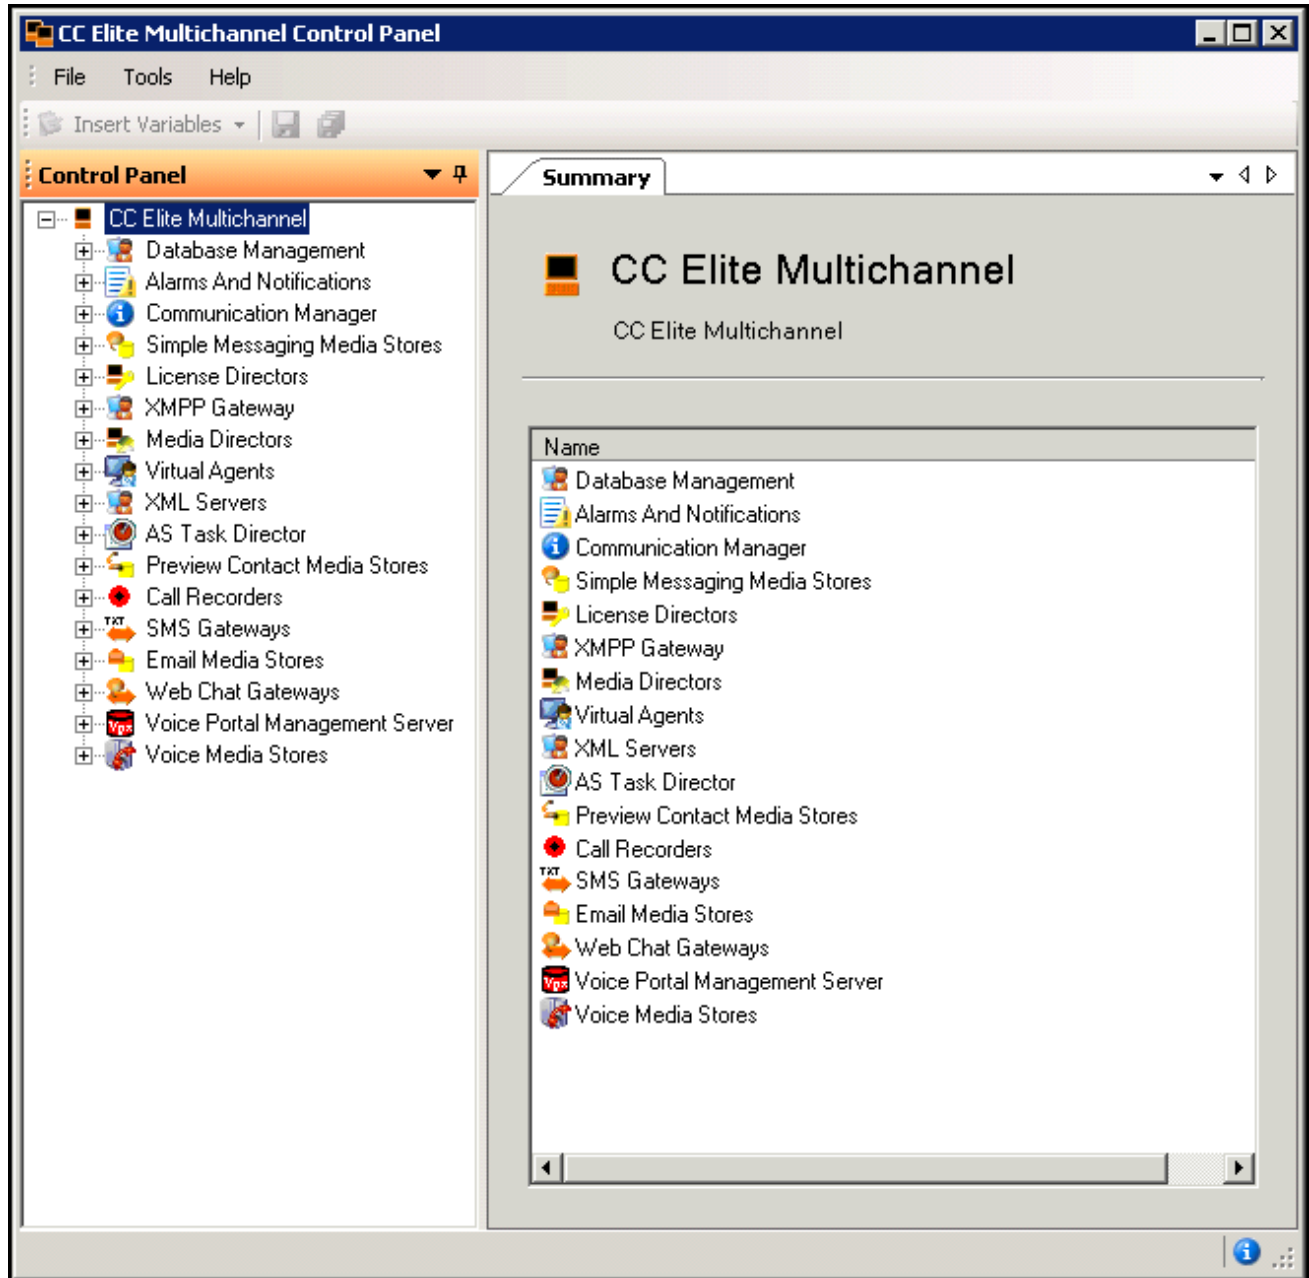 CC Elite Multichannel Control Panel
File Tools Help
Insert Variables
Control Panel
CC Elite Multichannel
Database Management
Alarms And Notifications
Communication Manager
Simple Messaging Media Stores
License Directors
XMPP Gateway
Media Directors
Virtual Agents
XML Servers
AS Task Director
Preview Contact Media Stores
Call Recorders
TXT
SMS Gateways
Email Media Stores
Web Chat Gateways
Vpx
Voice Portal Management Server
Voice Media Stores
Summary
CC Elite Multichannel
CC Elite Multichannel
Name
Database Management
Alarms And Notifications
Communication Manager
Simple Messaging Media Stores
License Directors
XMPP Gateway
Media Directors
Virtual Agents
XML Servers
AS Task Director
Preview Contact Media Stores
Call Recorders
TXT
SMS Gateways
Email Media Stores
Web Chat Gateways
Vpx
Voice Portal Management Server
Voice Media Stores